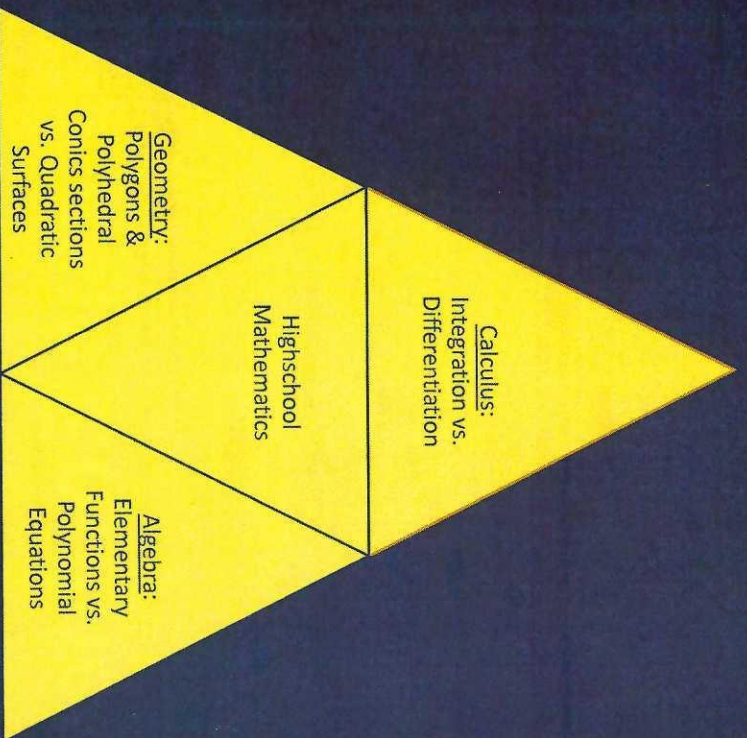 Calculus:
Integration vs.
Differentiation
Highschool
Mathematics
Geometry:
Polygons &
Polyhedral
Conics sections
vs. Quadratic
Surfaces
Algebra:
Elementary
Functions vs.
Polynomial
Equations